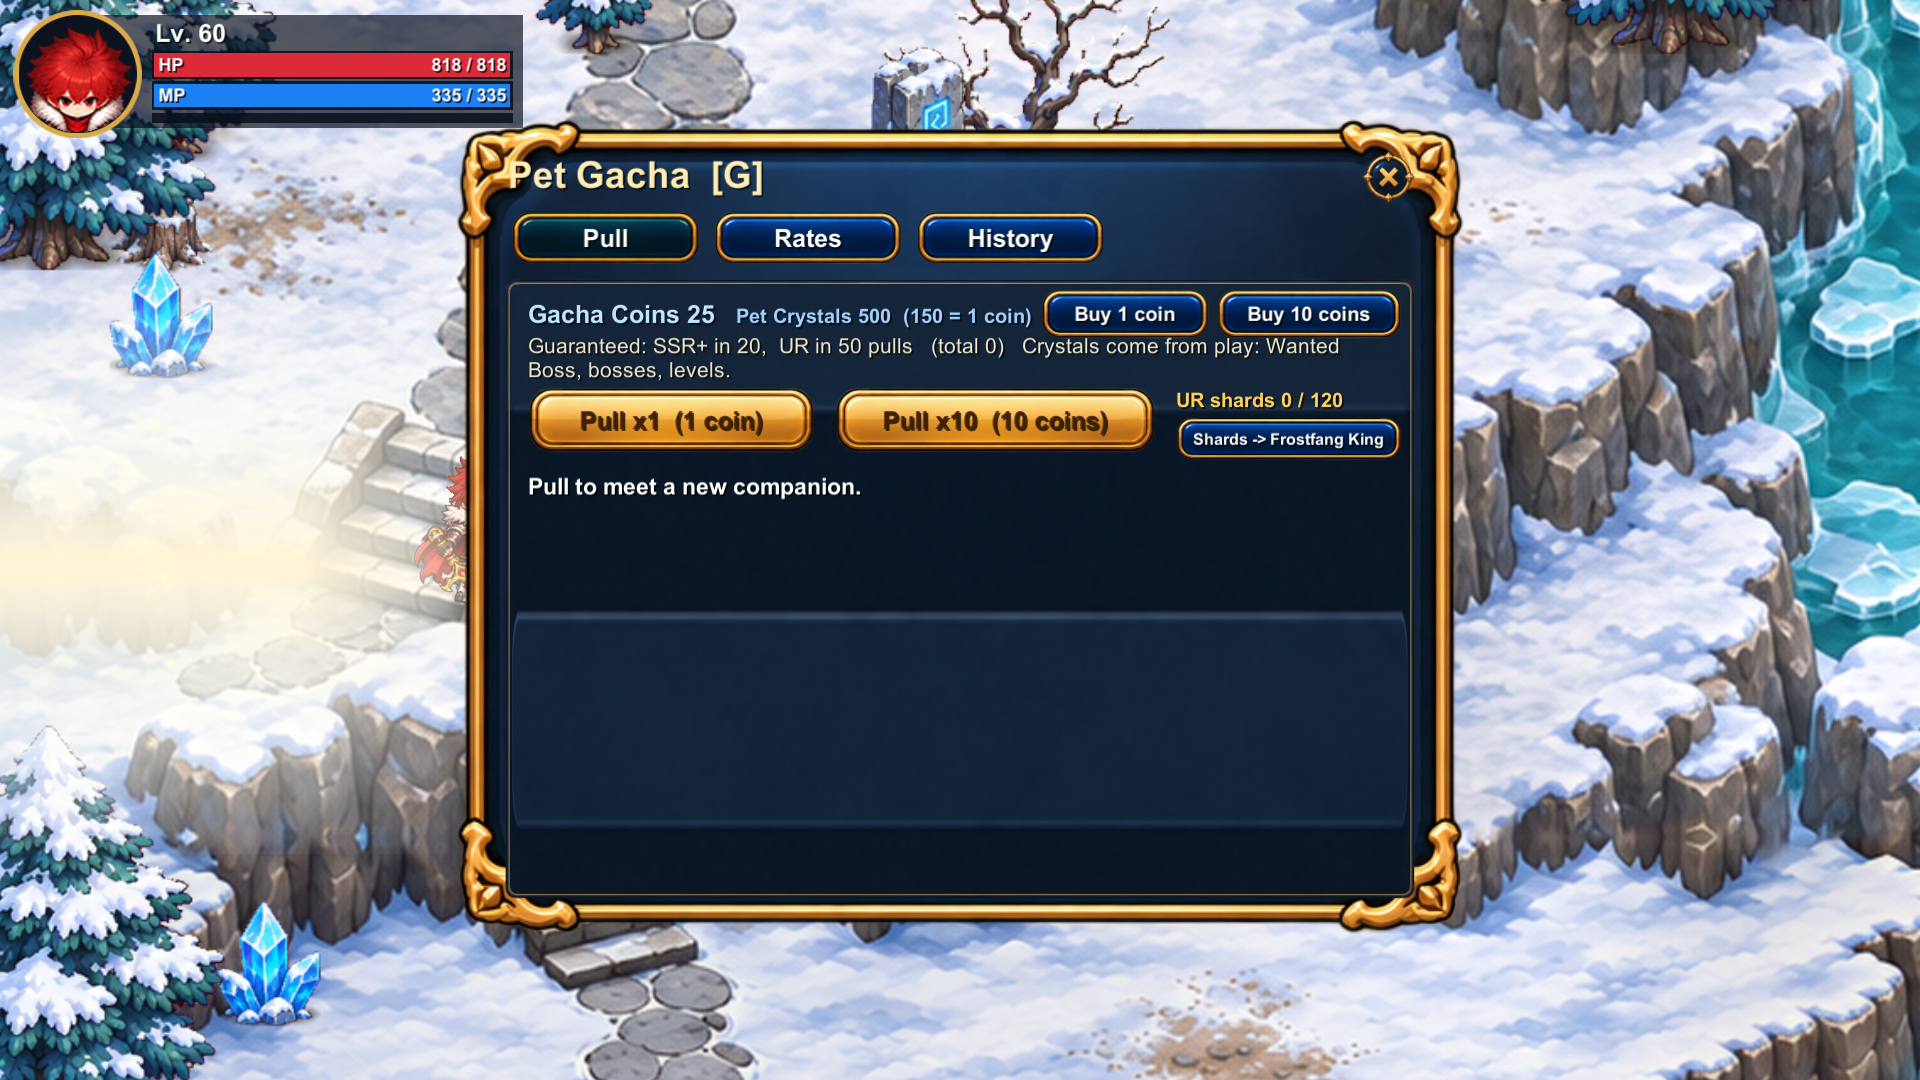 Lv. 60
HP 818 / 818
MP 335 / 335
Pet Gacha [G]
Pull Rates History
Gacha Coins 25 Pet Crystals 500 (150 = 1 coin) Buy 1 coin Buy 10 coins
Guaranteed: SSR+ in 20, UR in 50 pulls (total 0) Crystals come from play: Wanted
Boss, bosses, levels.
Pull x1 (1 coin) Pull x10 (10 coins) UR shards 0 / 120
Shards -> Frostfang King
Pull to meet a new companion.